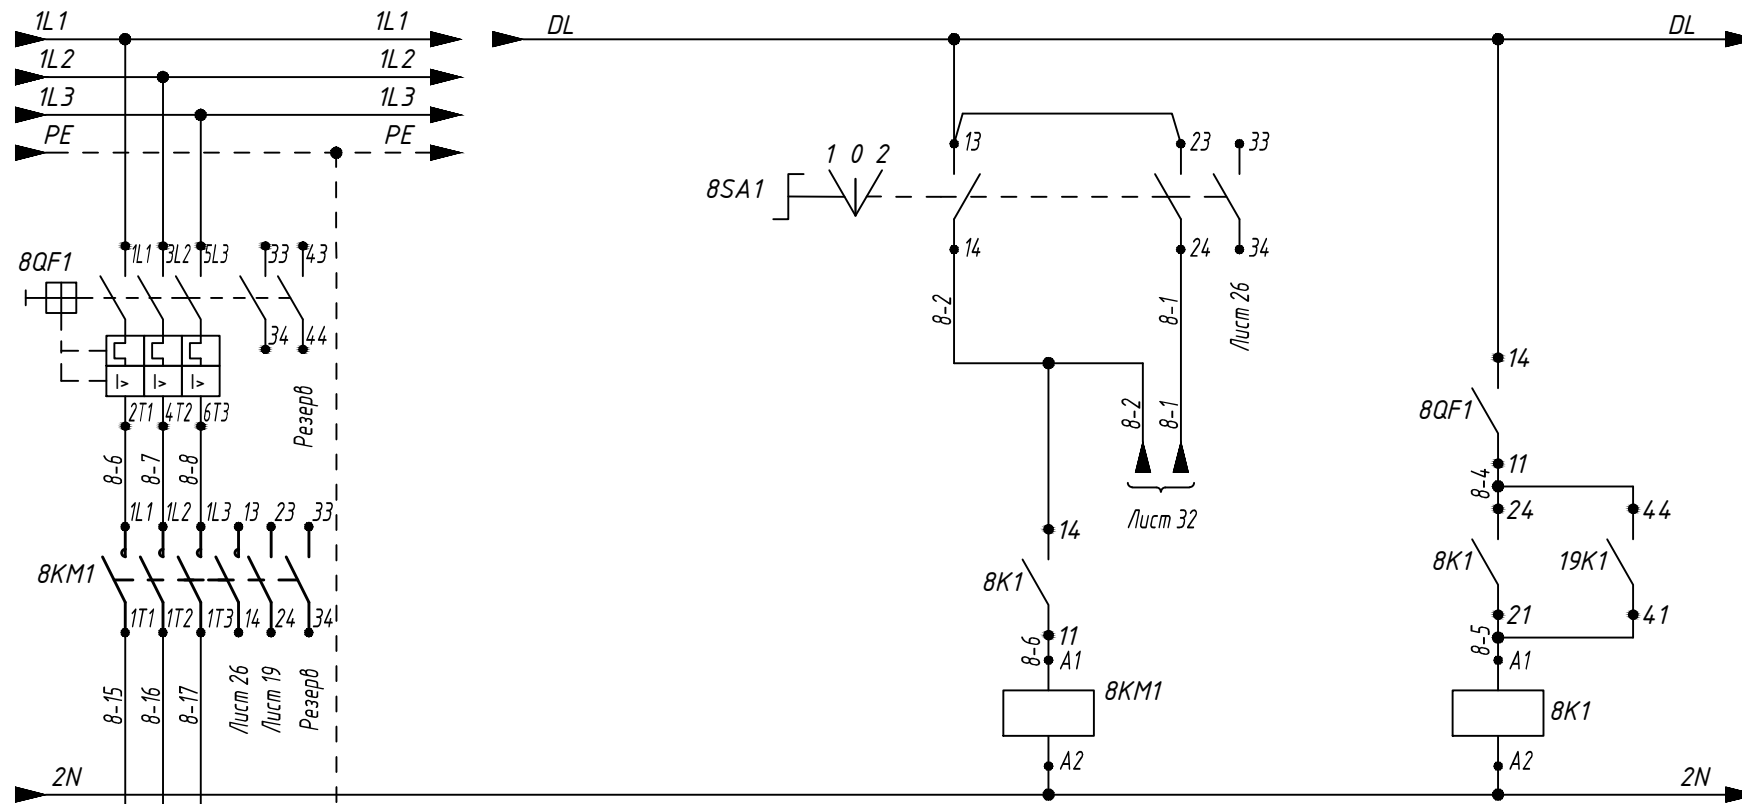 1L1 1L1 DL DL
1L2 1L2
1L3 1L3
PE PE
13 23 33
1 0 2
8SA1
14 24 34
8QF1
1L1 3L2 5L3 33 43
34 44
I> I> I>
2T1 4T2 6T3
Резерв
8-2 8-1 Лист 26
8-2 8-1
Лист 32
14
8QF1
11
8-4
24 44
8-6 8-7 8-8
1L1 1L2 1L3 13 23 33
8KM1
1T1 1T2 1T3 14 24 34
14
8K1
11
8-6
A1
8KM1
A2
8K1 19K1
21 41
8-5
A1
8K1
A2
8-15 8-16 8-17 Лист 26 Лист 19 Резерв
2N 2N